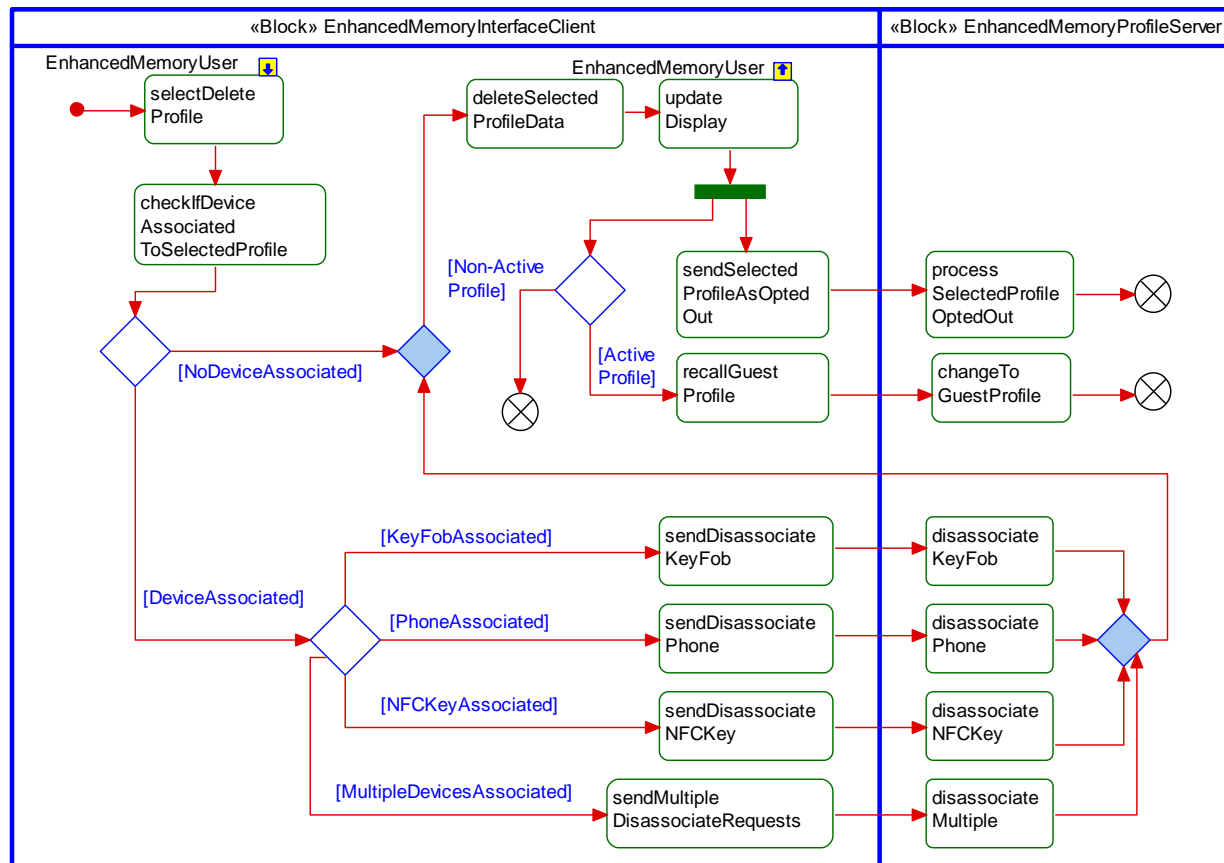 «Block» EnhancedMemoryInterfaceClient
«Block» EnhancedMemoryProfileServer
EnhancedMemoryUser
selectDelete
Profile
checkIfDevice
Associated
ToSelectedProfile
[NoDeviceAssociated]
EnhancedMemoryUser
deleteSelected
ProfileData
update
Display
[Non-Active
Profile]
sendSelected
ProfileAsOpted
Out
process
SelectedProfile
OptedOut
[Active
Profile]
recallGuest
Profile
changeTo
GuestProfile
[DeviceAssociated]
[KeyFobAssociated]
sendDisassociate
KeyFob
disassociate
KeyFob
[PhoneAssociated]
sendDisassociate
Phone
disassociate
Phone
[NFCKeyAssociated]
sendDisassociate
NFCKey
disassociate
NFCKey
[MultipleDevicesAssociated]
sendMultiple
DisassociateRequests
disassociate
Multiple